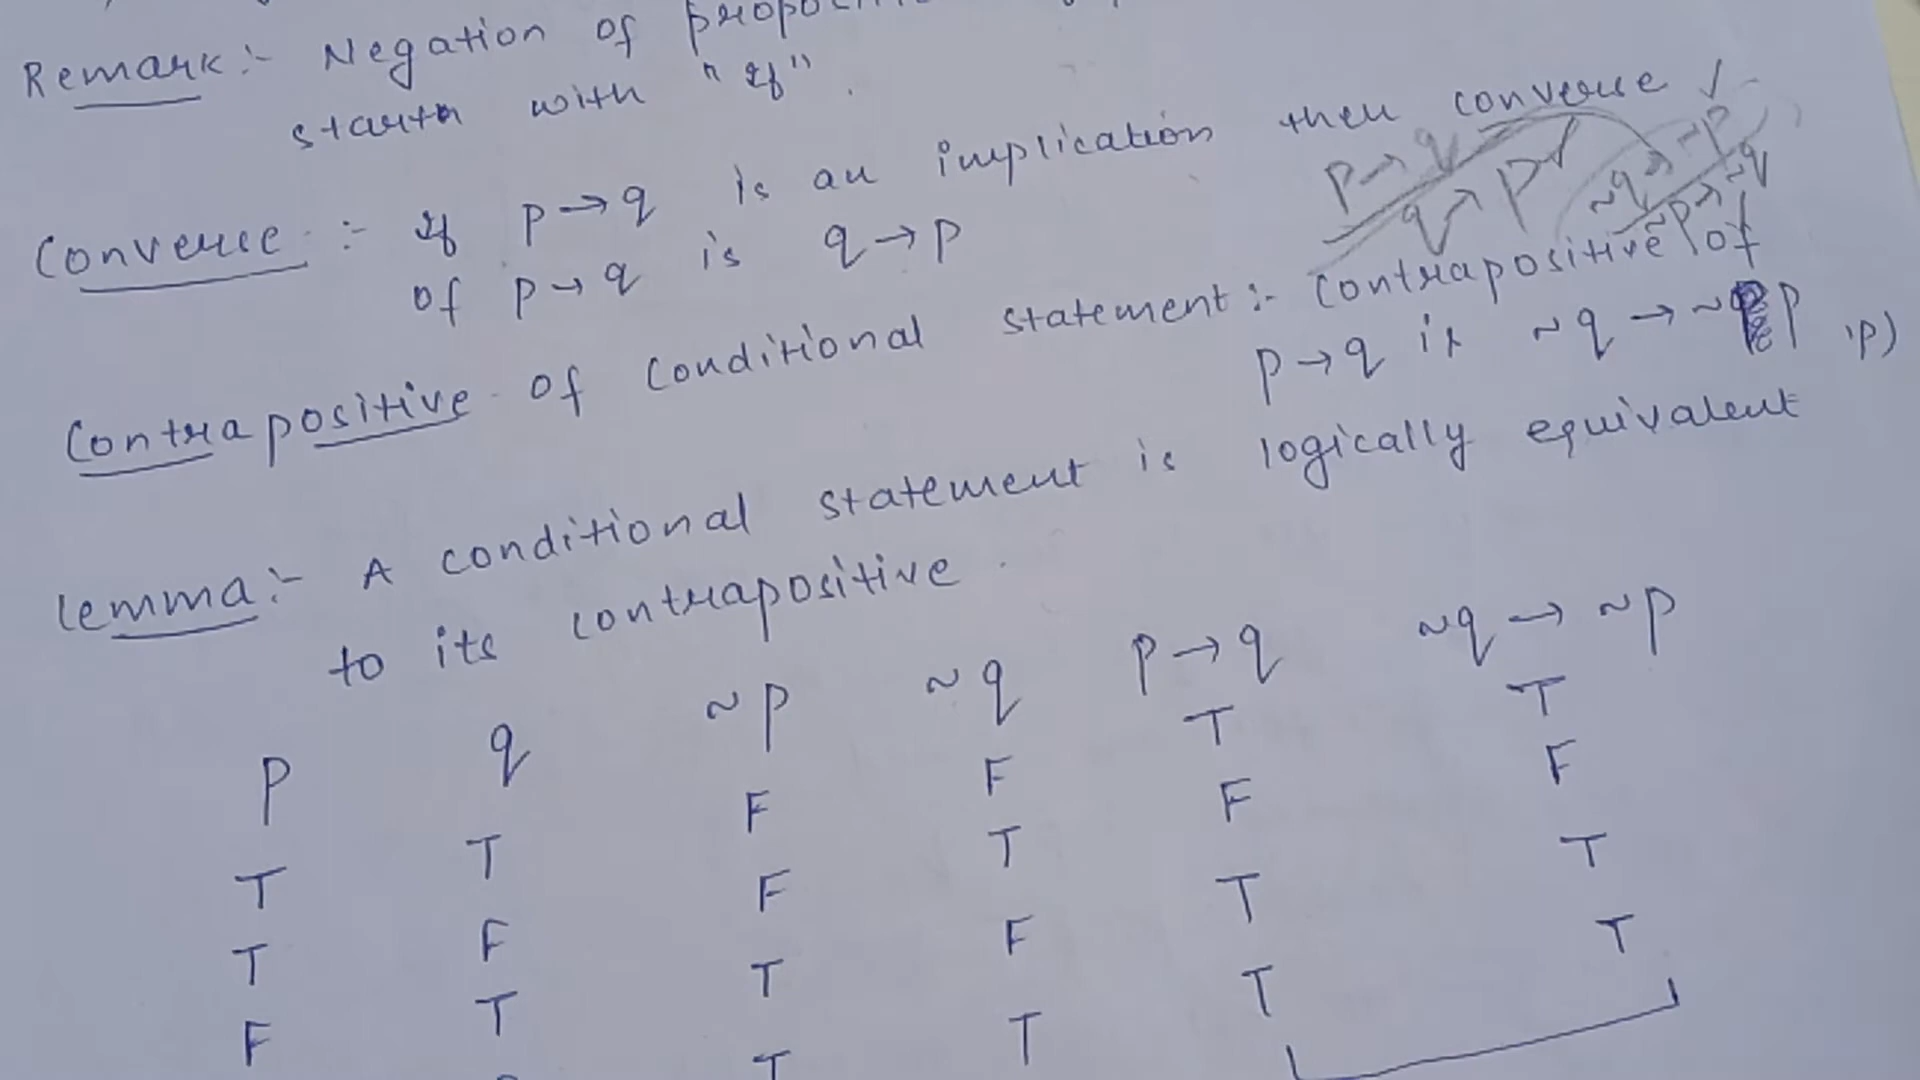 Remark :- Negation of
starts with "If" .
Converse :- If p → q is an implication then converse
of p → q is q → p
p → q
q → p ✓
~q → ~p
~p → ~q
Contrapositive of Conditional statement :- Contrapositive of
p → q is ~q → ~p
p)
Lemma :- A conditional statement is logically equivalent
to its contrapositive .
P q ~p ~q p → q ~q → ~p
T T F F T T
T F F T F F
F T T F T T
T T T T